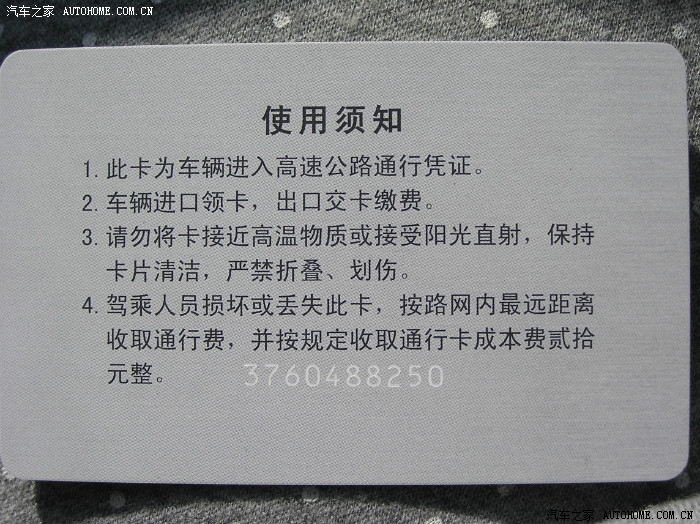 汽车之家 AUTOHOME.COM.CN
使用须知
1. 此卡为车辆进入高速公路通行凭证。
2. 车辆进口领卡，出口交卡缴费。
3. 请勿将卡接近高温物质或接受阳光直射，保持
卡片清洁，严禁折叠、划伤。
4. 驾乘人员损坏或丢失此卡，按路网内最远距离
收取通行费，并按规定收取通行卡成本费贰拾
元整。
3760488250
汽车之家 AUTOHOME.COM.CN